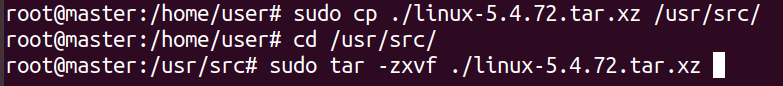 root@master:/home/user# sudo cp ./linux-5.4.72.tar.xz /usr/src/
root@master:/home/user# cd /usr/src/
root@master:/usr/src# sudo tar -zxvf ./linux-5.4.72.tar.xz